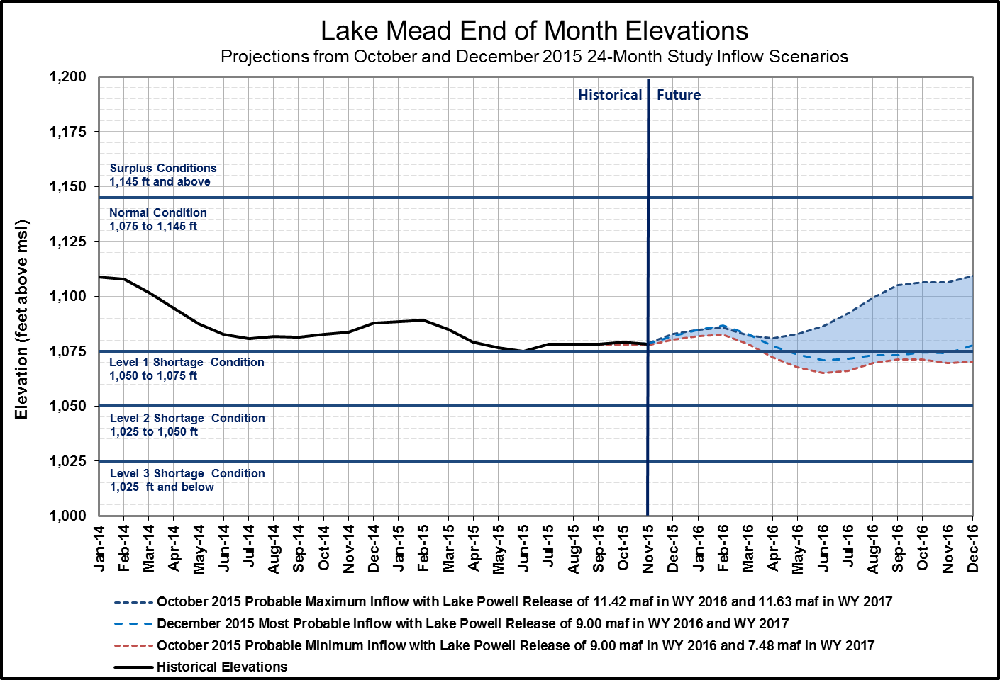 Lake Mead End of Month Elevations
Projections from October and December 2015 24-Month Study Inflow Scenarios
Elevation (feet above msl)
1,200
1,175
1,150
1,125
1,100
1,075
1,050
1,025
1,000
Historical
Future
Surplus Conditions
1,145 ft and above
Normal Condition
1,075 to 1,145 ft
Level 1 Shortage Condition
1,050 to 1,075 ft
Level 2 Shortage Condition
1,025 to 1,050 ft
Level 3 Shortage Condition
1,025 ft and below
Jan-14
Feb-14
Mar-14
Apr-14
May-14
Jun-14
Jul-14
Aug-14
Sep-14
Oct-14
Nov-14
Dec-14
Jan-15
Feb-15
Mar-15
Apr-15
May-15
Jun-15
Jul-15
Aug-15
Sep-15
Oct-15
Nov-15
Dec-15
Jan-16
Feb-16
Mar-16
Apr-16
May-16
Jun-16
Jul-16
Aug-16
Sep-16
Oct-16
Nov-16
Dec-16
October 2015 Probable Maximum Inflow with Lake Powell Release of 11.42 maf in WY 2016 and 11.63 maf in WY 2017
December 2015 Most Probable Inflow with Lake Powell Release of 9.00 maf in WY 2016 and WY 2017
October 2015 Probable Minimum Inflow with Lake Powell Release of 9.00 maf in WY 2016 and 7.48 maf in WY 2017
Historical Elevations